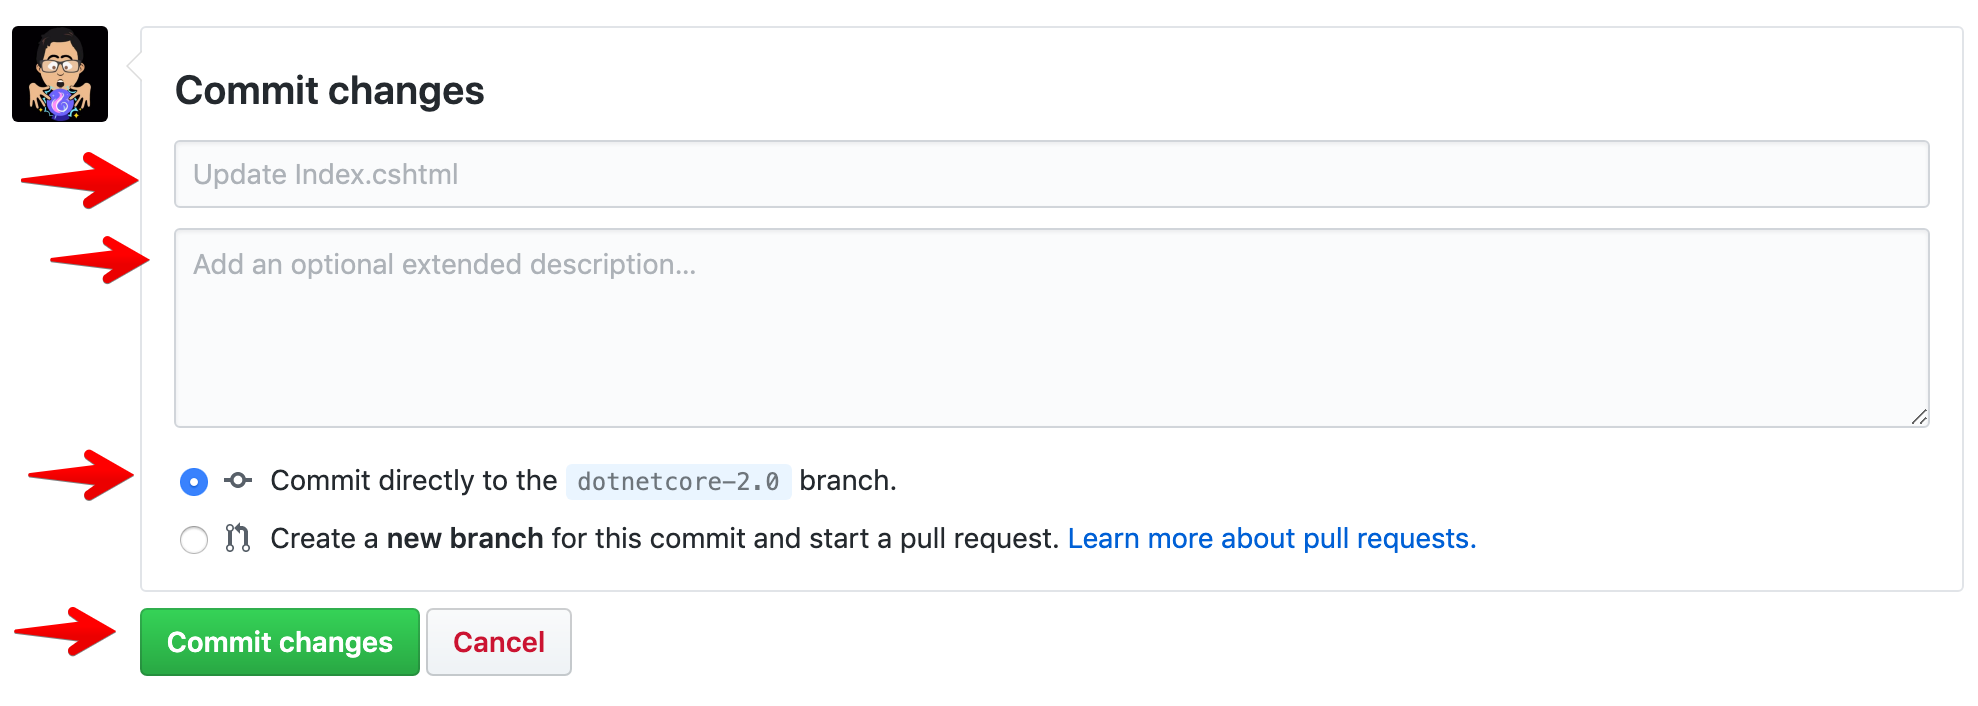 Commit changes
Update Index.cshtml
Add an optional extended description...
Commit directly to the dotnetcore-2.0 branch.
Create a new branch for this commit and start a pull request. Learn more about pull requests.
Commit changes Cancel